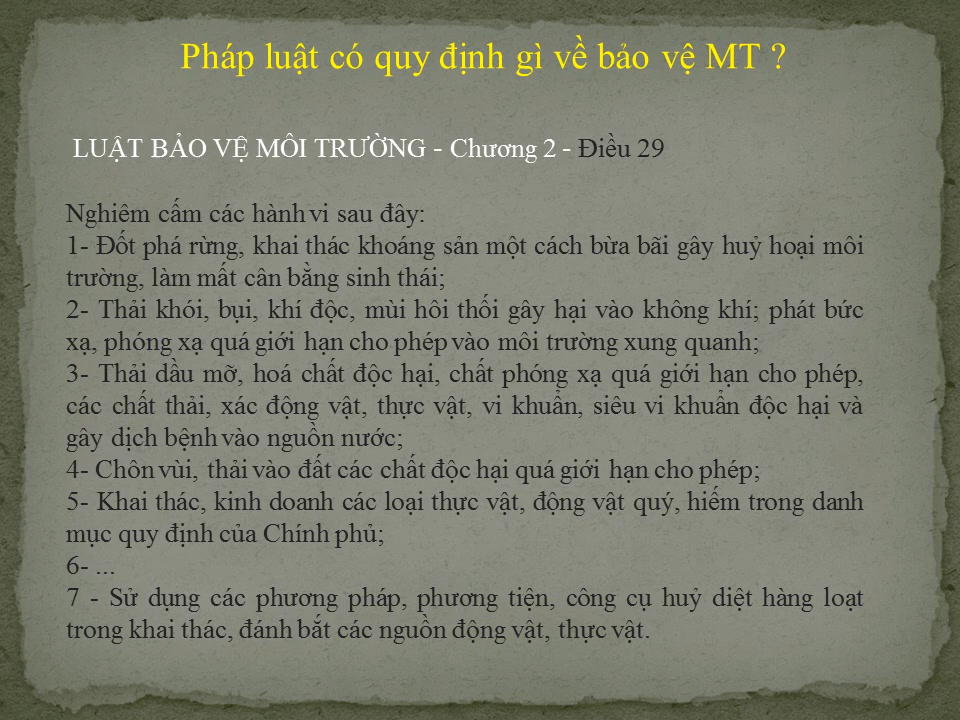 Pháp luật có quy định gì về bảo vệ MT ?
LUẬT BẢO VỆ MÔI TRƯỜNG - Chương 2 - Điều 29
Nghiêm cấm các hành vi sau đây:
1- Đốt phá rừng, khai thác khoáng sản một cách bừa bãi gây huỷ hoại môi
trường, làm mất cân bằng sinh thái;
2- Thải khói, bụi, khí độc, mùi hôi thối gây hại vào không khí; phát bức
xạ, phóng xạ quá giới hạn cho phép vào môi trường xung quanh;
3- Thải dầu mỡ, hoá chất độc hại, chất phóng xạ quá giới hạn cho phép,
các chất thải, xác động vật, thực vật, vi khuẩn, siêu vi khuẩn độc hại và
gây dịch bệnh vào nguồn nước;
4- Chôn vùi, thải vào đất các chất độc hại quá giới hạn cho phép;
5- Khai thác, kinh doanh các loại thực vật, động vật quý, hiếm trong danh
mục quy định của Chính phủ;
6- ...
7 - Sử dụng các phương pháp, phương tiện, công cụ huỷ diệt hàng loạt
trong khai thác, đánh bắt các nguồn động vật, thực vật.